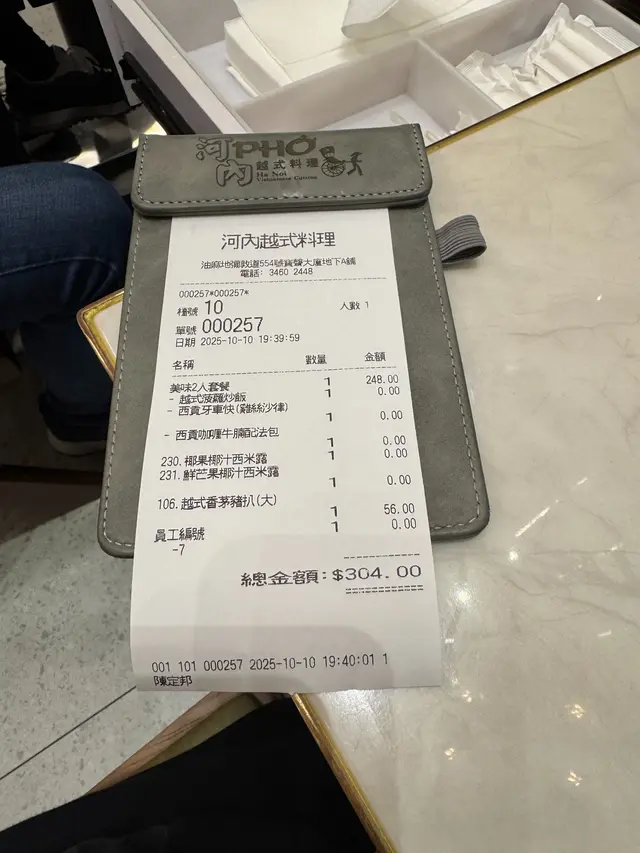 河內 PHỞ
越式料理
Ha Noi
Vietnamese Cuisine
河內越式料理
油麻地彌敦道554號寶聲大廈地下A舖
電話: 3460 2448
000257*000257*
檯號 10 人數 1
單號 000257
日期 2025-10-10 19:39:59
名稱 數量 金額
美味2人套餐 1 248.00
- 越式菠蘿炒飯 1 0.00
- 西貢牙車快(雞絲沙律) 1 0.00
- 西貢咖喱牛腩配法包 1 0.00
230. 椰果椰汁西米露 1 0.00
231. 鮮芒果椰汁西米露 1 0.00
106. 越式香茅豬扒(大) 1 56.00
員工編號 1 0.00
-7
總金額: $304.00
001 101 000257 2025-10-10 19:40:01 1
陳定邦